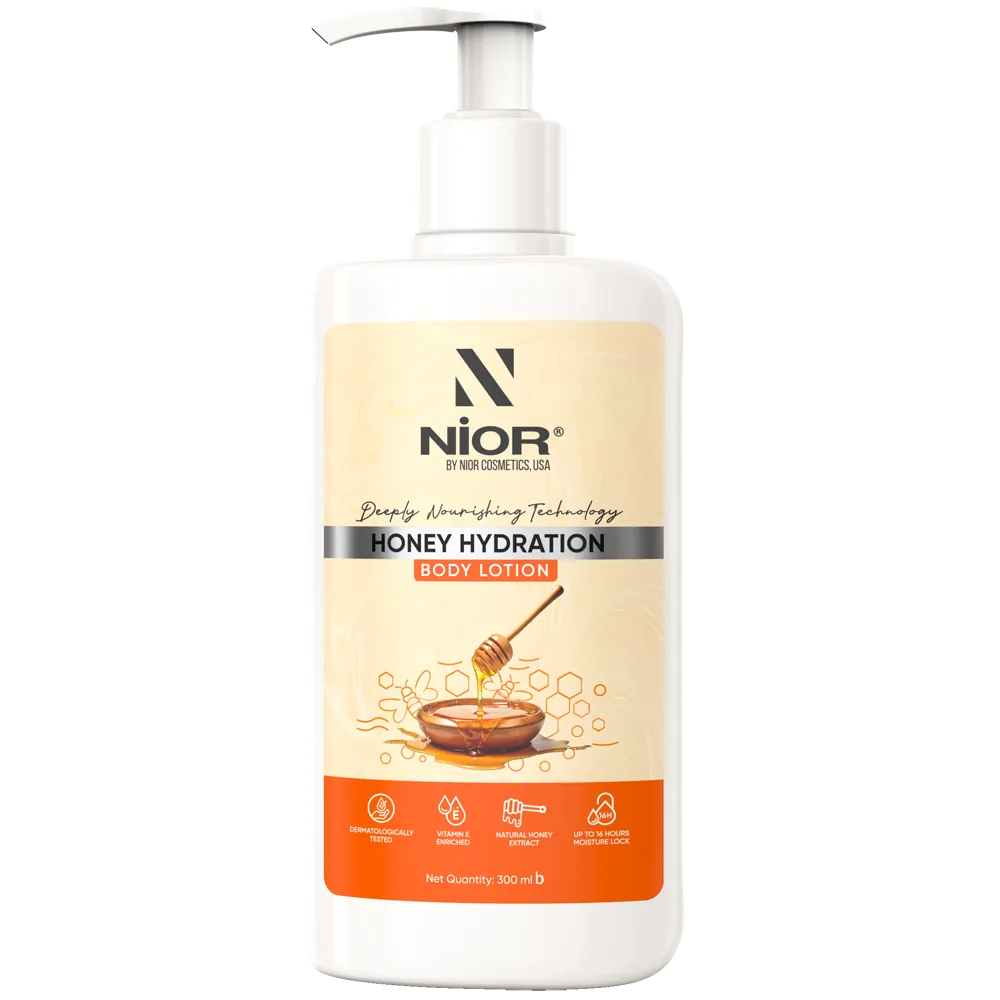 N
NiOR®
BY NIOR COSMETICS, USA
Deeply Nourishing Technology
HONEY HYDRATION
BODY LOTION
DERMATOLOGICALLY
TESTED
E
VITAMIN E
ENRICHED
NATURAL HONEY
EXTRACT
16H
UP TO 16 HOURS
MOISTURE LOCK
Net Quantity: 300 ml b